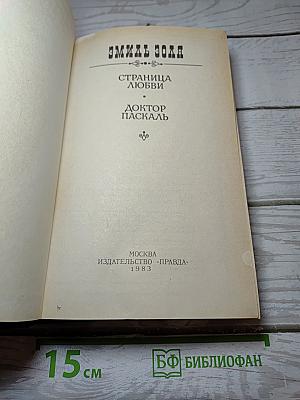 ЭМИЛЬ ЗОЛЯ
СТРАНИЦА
ЛЮБВИ
ДОКТОР
ПАСКАЛЬ
МОСКВА
ИЗДАТЕЛЬСТВО «ПРАВДА»
1983
15 см
БФ БИБЛИОФАН